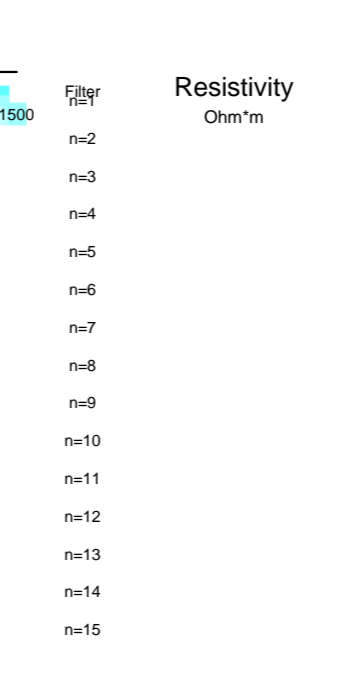 Filter
n=1
Resistivity
Ohm*m
1500
n=2
n=3
n=4
n=5
n=6
n=7
n=8
n=9
n=10
n=11
n=12
n=13
n=14
n=15